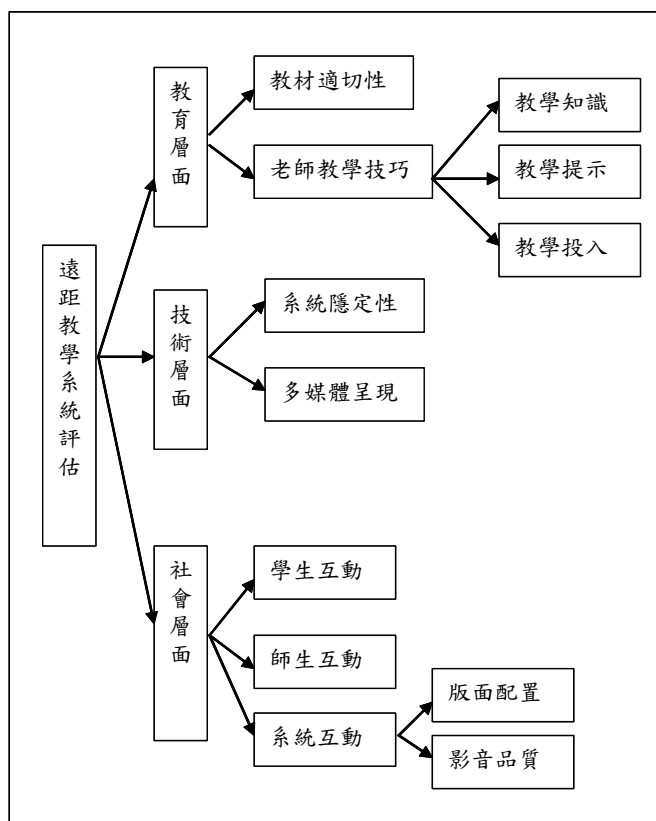 遠距教學系統評估
教育層面
教材適切性
老師教學技巧
教學知識
教學提示
教學投入
技術層面
系統隱定性
多媒體呈現
社會層面
學生互動
師生互動
系統互動
版面配置
影音品質